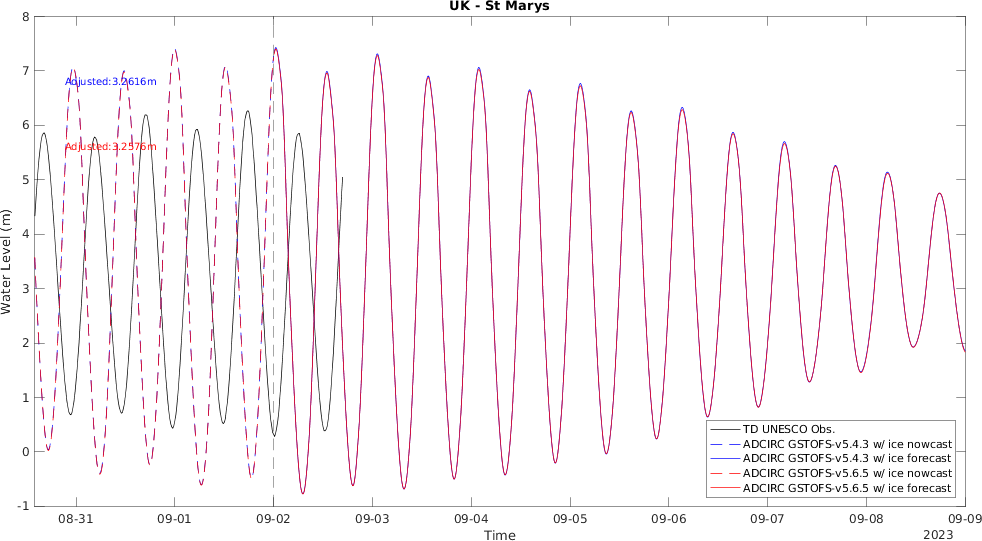 UK - St Marys
8
7
6
5
4
3
2
1
0
-1
Water Level (m)
Adjusted:3.2616m
Adjusted:3.2576m
TD UNESCO Obs.
ADCIRC GSTOFS-v5.4.3 w/ ice nowcast
ADCIRC GSTOFS-v5.4.3 w/ ice forecast
ADCIRC GSTOFS-v5.6.5 w/ ice nowcast
ADCIRC GSTOFS-v5.6.5 w/ ice forecast
08-31 09-01 09-02 09-03 09-04 09-05 09-06 09-07 09-08 09-09
Time
2023